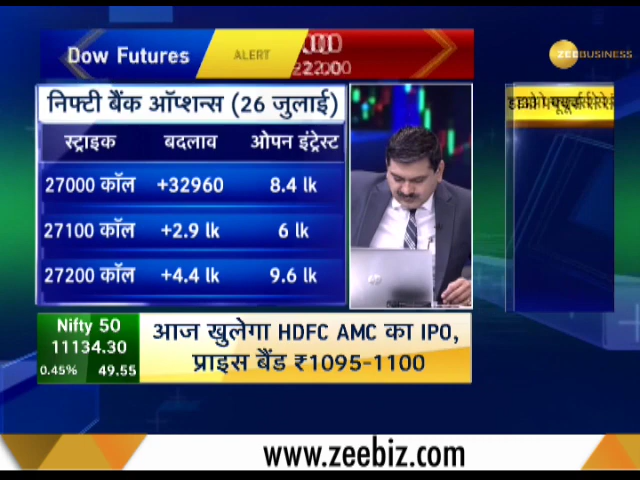 Dow Futures
ALERT
ZEE BUSINESS
निफ्टी बैंक ऑप्शन्स (26 जुलाई)
स्ट्राइक बदलाव ओपन इंट्रेस्ट
27000 कॉल +32960 8.4 lk
27100 कॉल +2.9 lk 6 lk
27200 कॉल +4.4 lk 9.6 lk
Nifty 50
11134.30
0.45% 49.55
आज खुलेगा HDFC AMC का IPO,
प्राइस बैंड ₹1095-1100
www.zeebiz.com